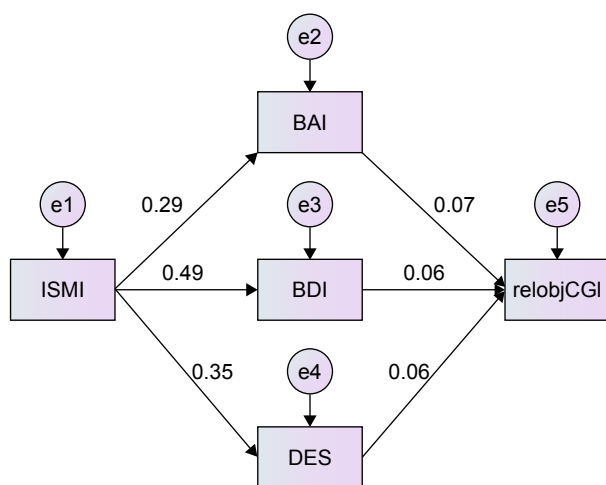 e2
BAI
e1
0.29
e3
0.07
e5
ISMI
0.49
BDI
0.06
relobjCGI
0.35
e4
0.06
DES